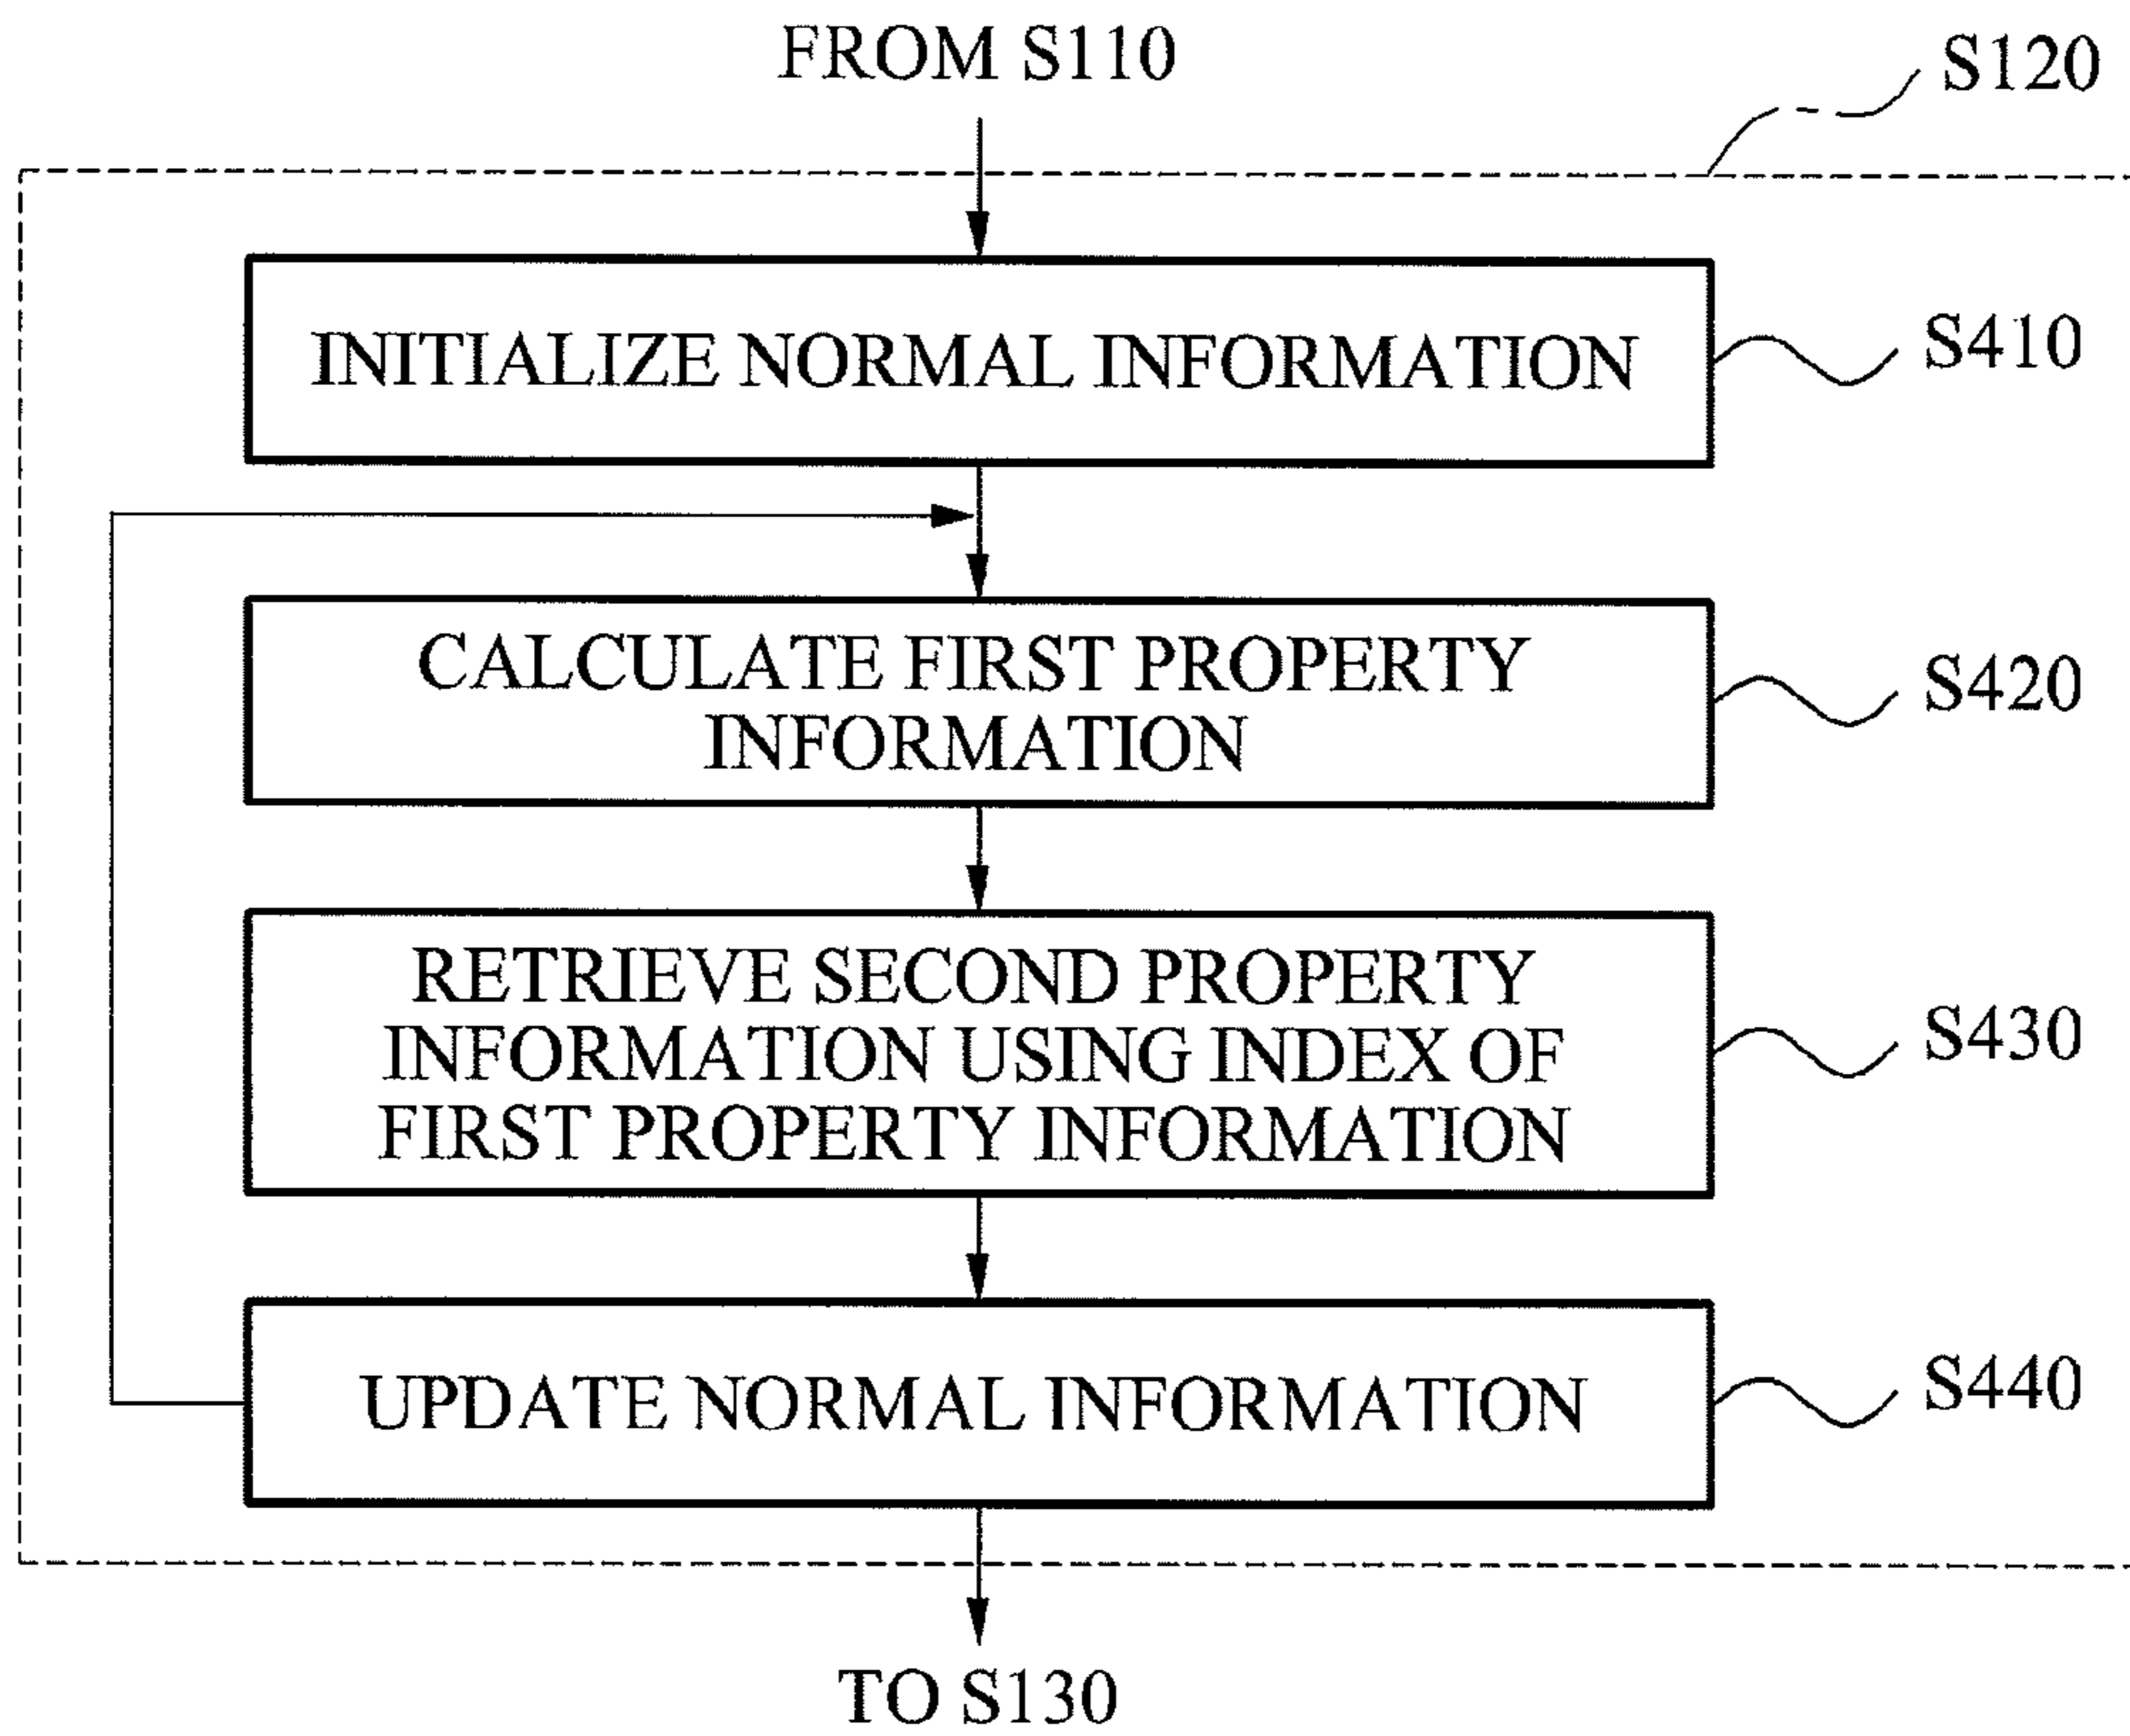 FROM S110
S120
INITIALIZE NORMAL INFORMATION
S410
CALCULATE FIRST PROPERTY
INFORMATION
S420
RETRIEVE SECOND PROPERTY
INFORMATION USING INDEX OF
FIRST PROPERTY INFORMATION
S430
UPDATE NORMAL INFORMATION
S440
TO S130